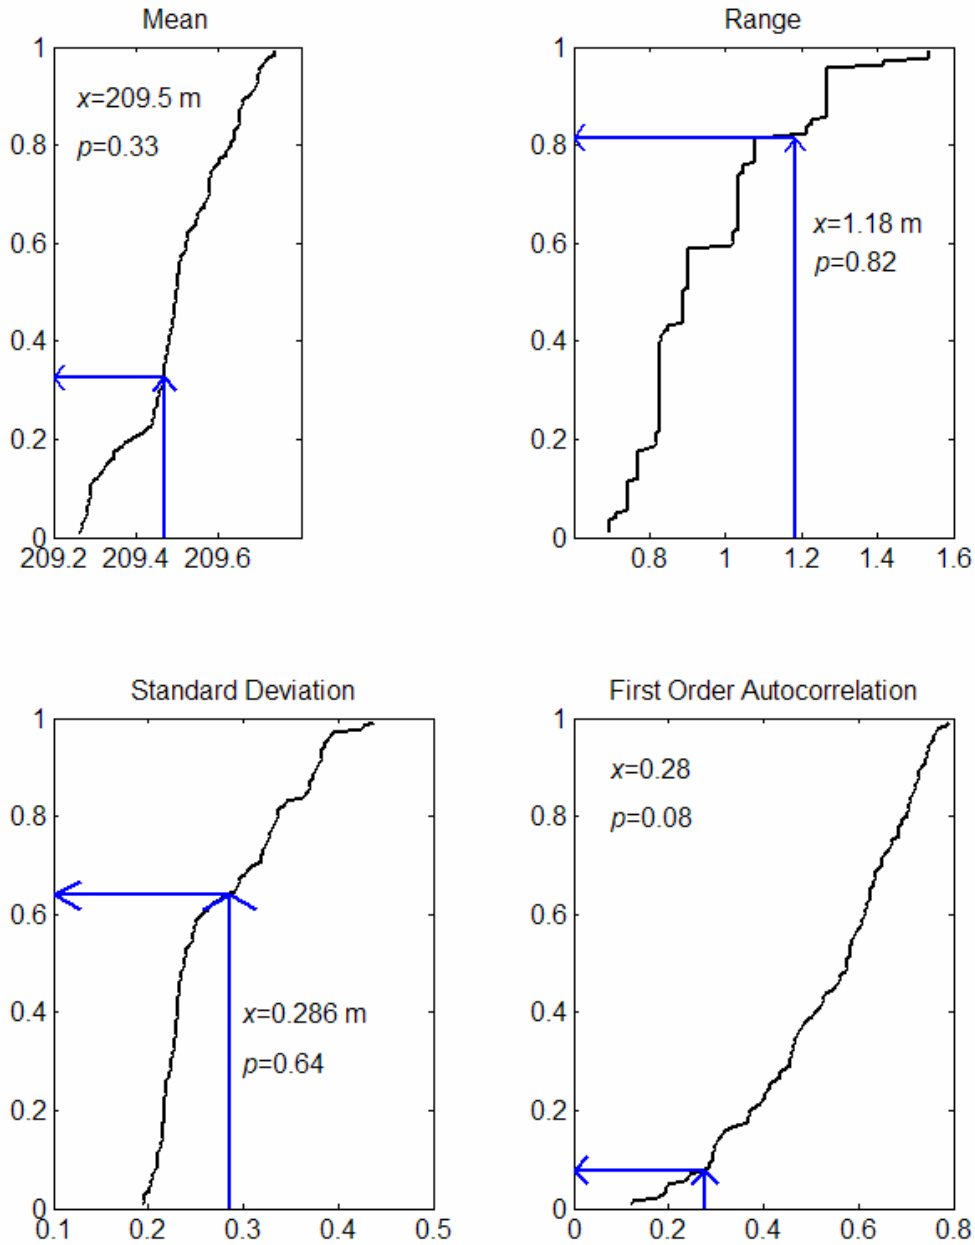 Mean
1
0.8
0.6
0.4
0.2
0
x=209.5 m
p=0.33
209.2 209.4 209.6
Range
1
0.8
0.6
0.4
0.2
0
x=1.18 m
p=0.82
0.8 1 1.2 1.4 1.6
Standard Deviation
1
0.8
0.6
0.4
0.2
0
x=0.286 m
p=0.64
0.1 0.2 0.3 0.4 0.5
First Order Autocorrelation
1
0.8
0.6
0.4
0.2
0
x=0.28
p=0.08
0 0.2 0.4 0.6 0.8